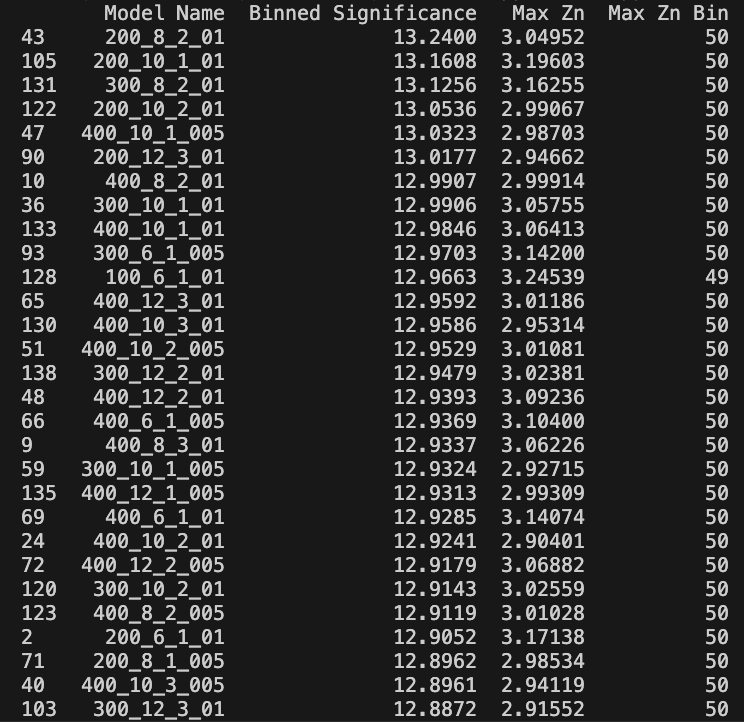 Model Name Binned Significance Max Zn Max Zn Bin
43 200_8_2_01 13.2400 3.04952 50
105 200_10_1_01 13.1608 3.19603 50
131 300_8_2_01 13.1256 3.16255 50
122 200_10_2_01 13.0536 2.99067 50
47 400_10_1_005 13.0323 2.98703 50
90 200_12_3_01 13.0177 2.94662 50
10 400_8_2_01 12.9907 2.99914 50
36 300_10_1_01 12.9906 3.05755 50
133 400_10_1_01 12.9846 3.06413 50
93 300_6_1_005 12.9703 3.14200 50
128 100_6_1_01 12.9663 3.24539 49
65 400_12_3_01 12.9592 3.01186 50
130 400_10_3_01 12.9586 2.95314 50
51 400_10_2_005 12.9529 3.01081 50
138 300_12_2_01 12.9479 3.02381 50
48 400_12_2_01 12.9393 3.09236 50
66 400_6_1_005 12.9369 3.10400 50
9 400_8_3_01 12.9337 3.06226 50
59 300_10_1_005 12.9324 2.92715 50
135 400_12_1_005 12.9313 2.99309 50
69 400_6_1_01 12.9285 3.14074 50
24 400_10_2_01 12.9241 2.90401 50
72 400_12_2_005 12.9179 3.06882 50
120 300_10_2_01 12.9143 3.02559 50
123 400_8_2_005 12.9119 3.01028 50
2 200_6_1_01 12.9052 3.17138 50
71 200_8_1_005 12.8962 2.98534 50
40 400_10_3_005 12.8961 2.94119 50
103 300_12_3_01 12.8872 2.91552 50